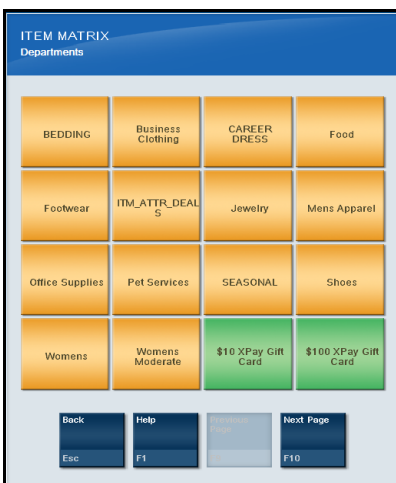 ITEM MATRIX
Departments
BEDDING
Business
Clothing
CAREER
DRESS
Food
Footwear
ITM_ATTR_DEAL
S
Jewelry
Mens Apparel
Office Supplies
Pet Services
SEASONAL
Shoes
Womens
Womens
Moderate
$10 XPay Gift
Card
$100 XPay Gift
Card
Back
Esc
Help
F1
Previous
Page
Next Page
F10